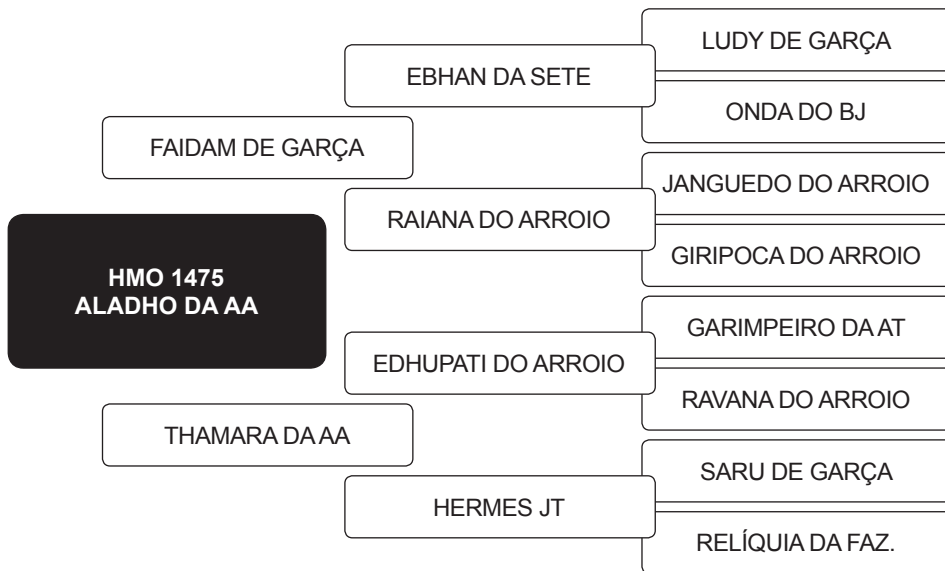 LUDY DE GARÇA
EBHAN DA SETE
ONDA DO BJ
FAIDAM DE GARÇA
JANGUEDO DO ARROIO
RAIANA DO ARROIO
GIRIPOCA DO ARROIO
HMO 1475
ALADHO DA AA
GARIMPEIRO DA AT
EDHUPATI DO ARROIO
RAVANA DO ARROIO
THAMARA DA AA
SARU DE GARÇA
HERMES JT
RELÍQUIA DA FAZ.